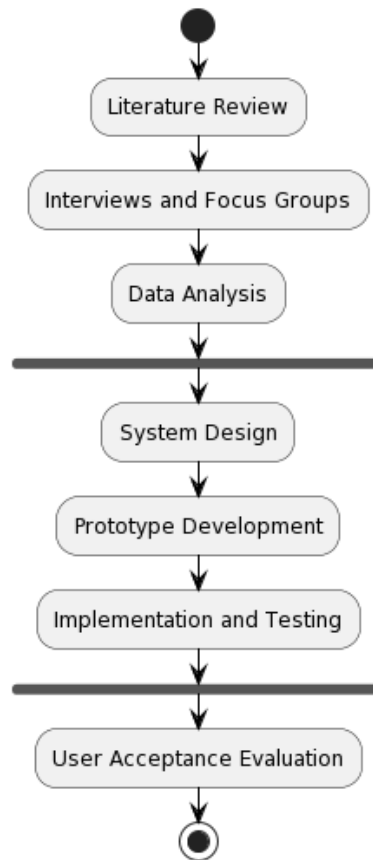 Literature Review
Interviews and Focus Groups
Data Analysis
System Design
Prototype Development
Implementation and Testing
User Acceptance Evaluation